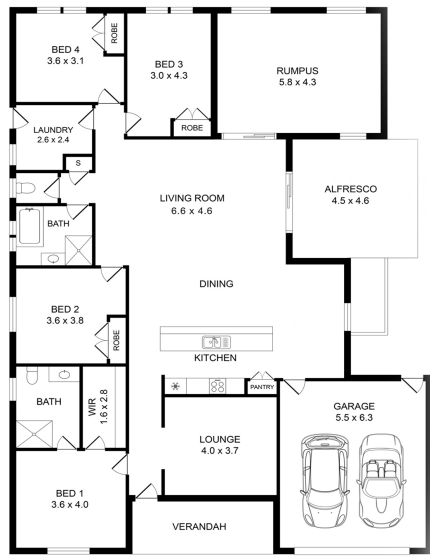 BED 4
3.6 x 3.1
ROBE
BED 3
3.0 x 4.3
ROBE
RUMPUS
5.8 x 4.3
LAUNDRY
2.6 x 2.4
S
BATH
LIVING ROOM
6.6 x 4.6
ALFRESCO
4.5 x 4.6
DINING
BED 2
3.6 x 3.8
ROBE
KITCHEN
PANTRY
BATH
WIR
1.6 x 2.8
LOUNGE
4.0 x 3.7
GARAGE
5.5 x 6.3
BED 1
3.6 x 4.0
VERANDAH